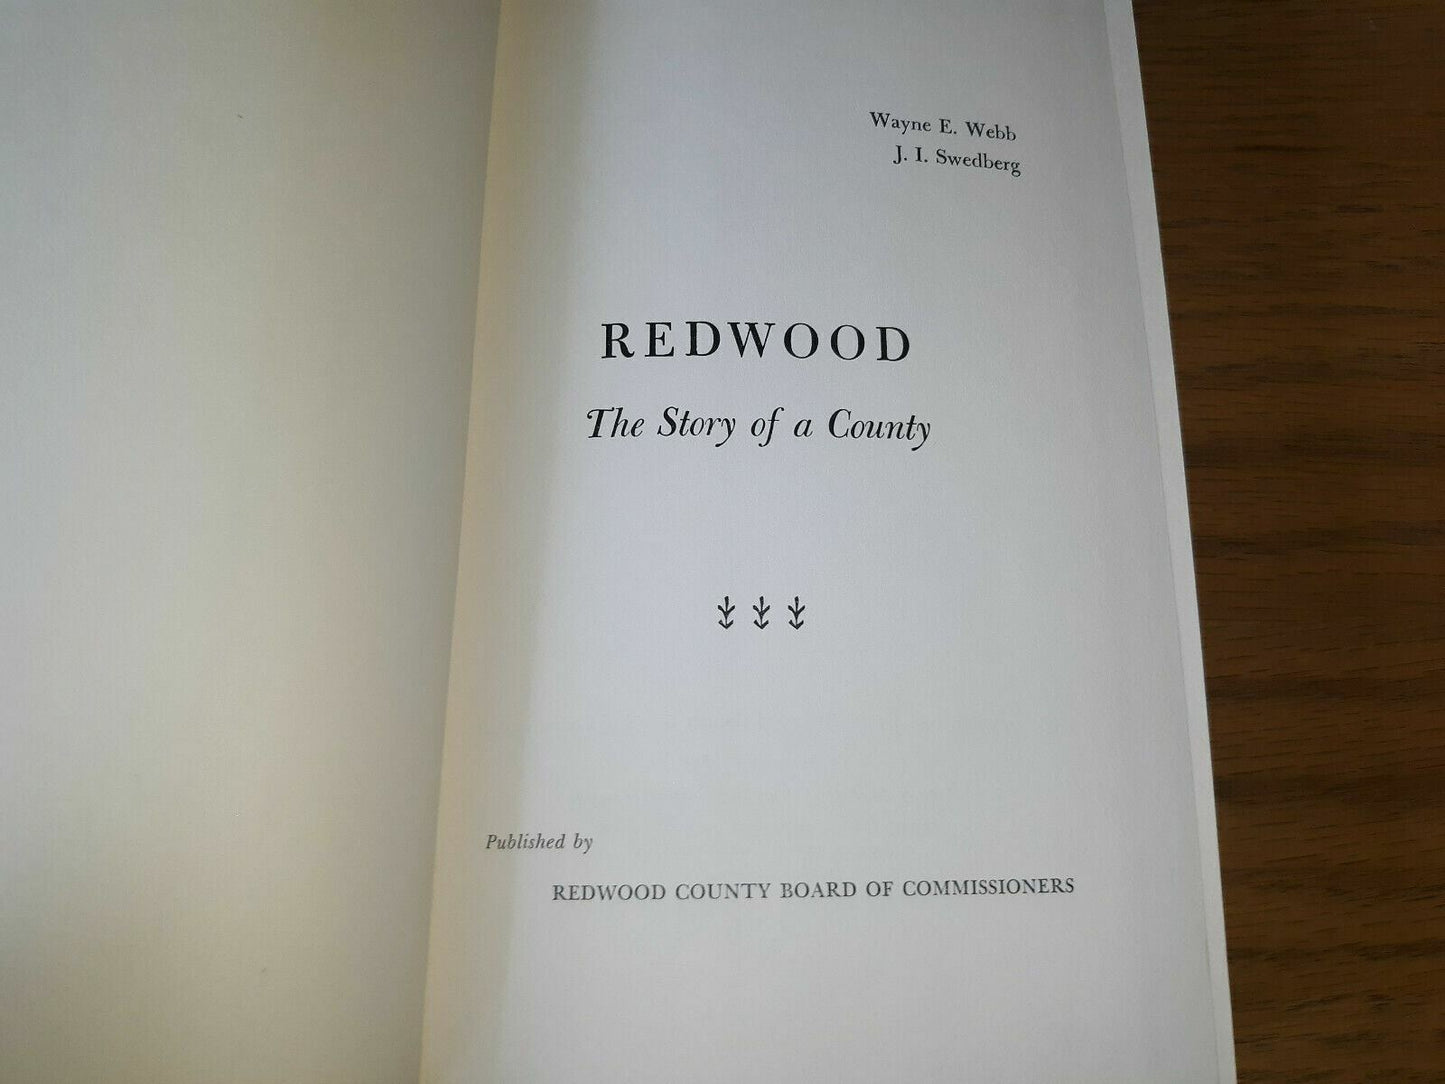 Wayne E. Webb
J. I. Swedberg
REDWOOD
The Story of a County
Published by
REDWOOD COUNTY BOARD OF COMMISSIONERS